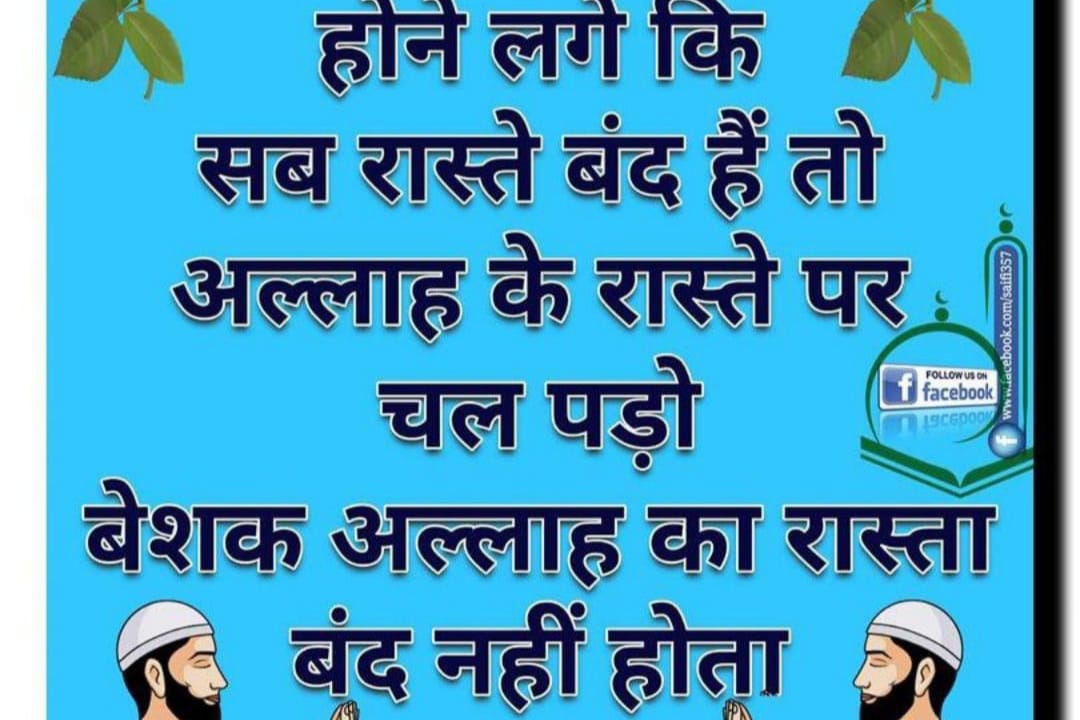 होने लगे कि
सब रास्ते बंद हैं तो
अल्लाह के रास्ते पर
चल पड़ो
बेशक अल्लाह का रास्ता
बंद नहीं होता
FOLLOW US ON
facebook
www.facebook.com/saifi357